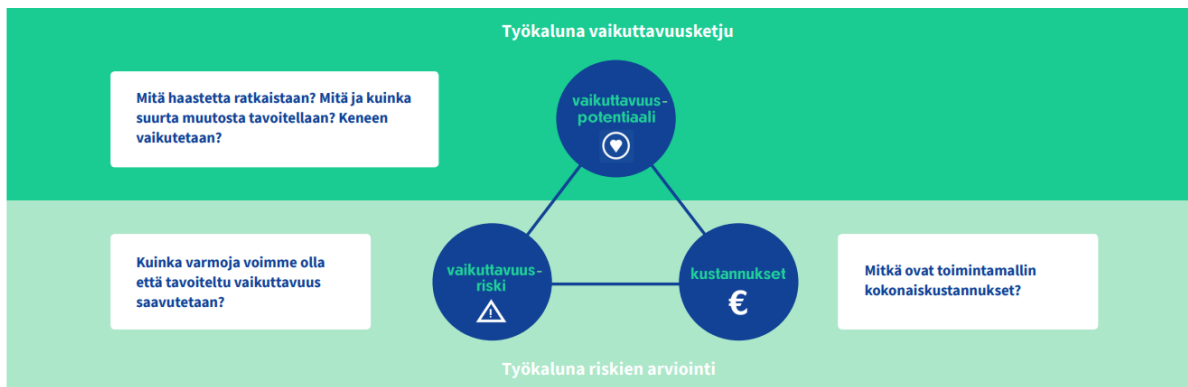 Työkaluna vaikuttavuusketju
Mitä haastetta ratkaistaan? Mitä ja kuinka
suurta muutosta tavoitellaan? Keneen
vaikutetaan?
vaikuttavuus-
potentiaali
Kuinka varmoja voimme olla
että tavoiteltu vaikuttavuus
saavutetaan?
vaikuttavuus-
riski
kustannukset
€
Mitkä ovat toimintamallin
kokonaiskustannukset?
Työkaluna riskien arviointi